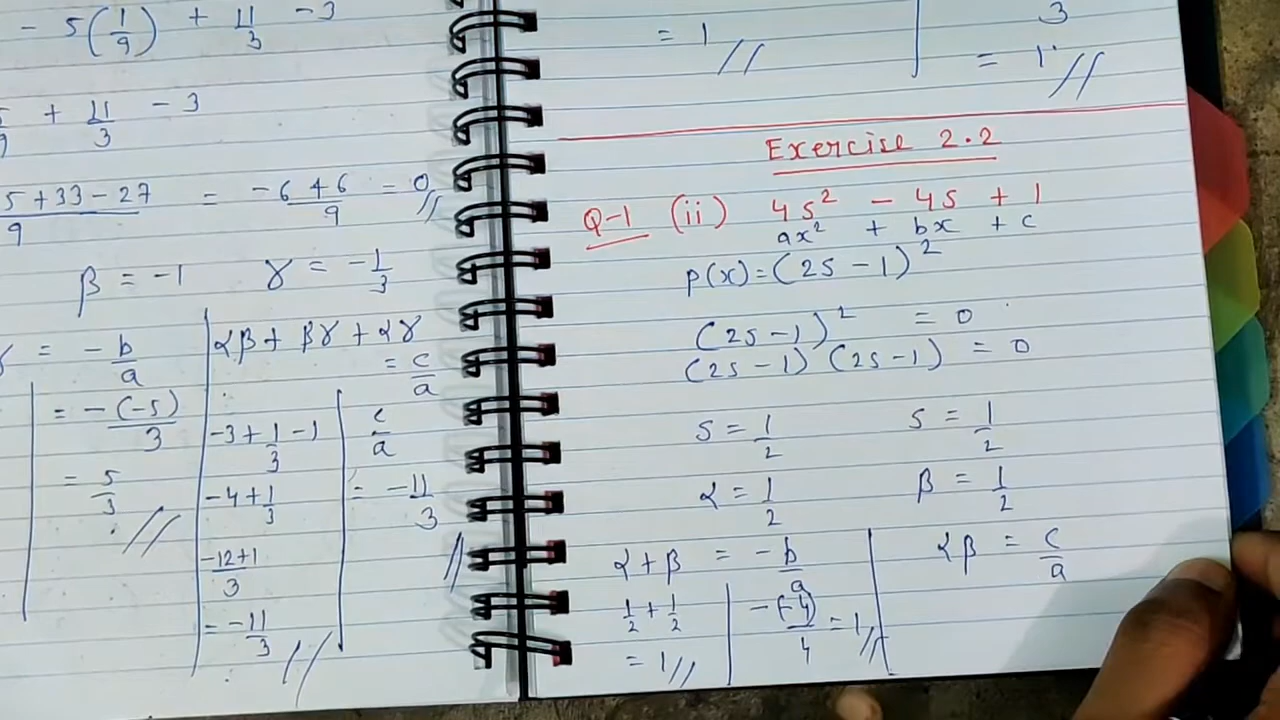 - 5(1/9) + 11/3 - 3
+ 11/3 - 3
5 + 33 - 27 / 9 = -6 + 6 / 9 = 0 //
β = -1 γ = -1/3
γ = -b/a
= -(-5)/3
= 5/3 //
αβ + βγ + αγ
= c/a
-3 + 1/3 - 1
-4 + 1/3
-12+1/3
= -11/3 //
c/a
= -11/3 //
= 1 //
3
= 1 //
Exercise 2.2
Q-1 (ii) 4s² - 4s + 1
ax² + bx + c
p(x) = (2s - 1)²
(2s - 1)² = 0
(2s - 1) (2s - 1) = 0
s = 1/2 s = 1/2
α = 1/2 β = 1/2
α + β = -b/a
1/2 + 1/2
= 1 //
-(-4)/4 = 1 //
αβ = c/a